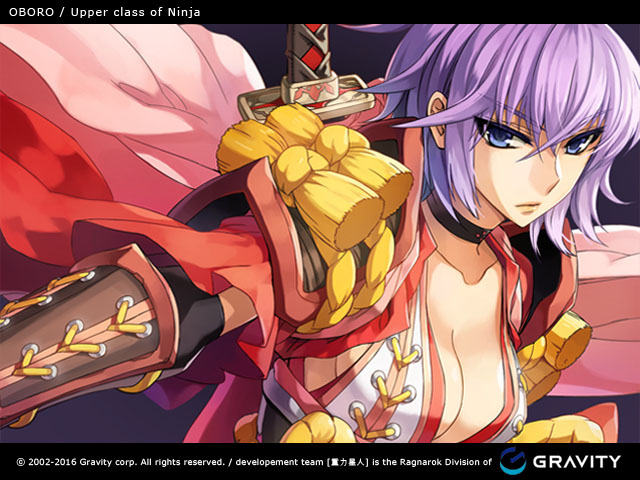 OBORO / Upper class of Ninja
© 2002-2016 Gravity corp. All rights reserved. / developement team [重力星人] is the Ragnarok Division of GRAVITY